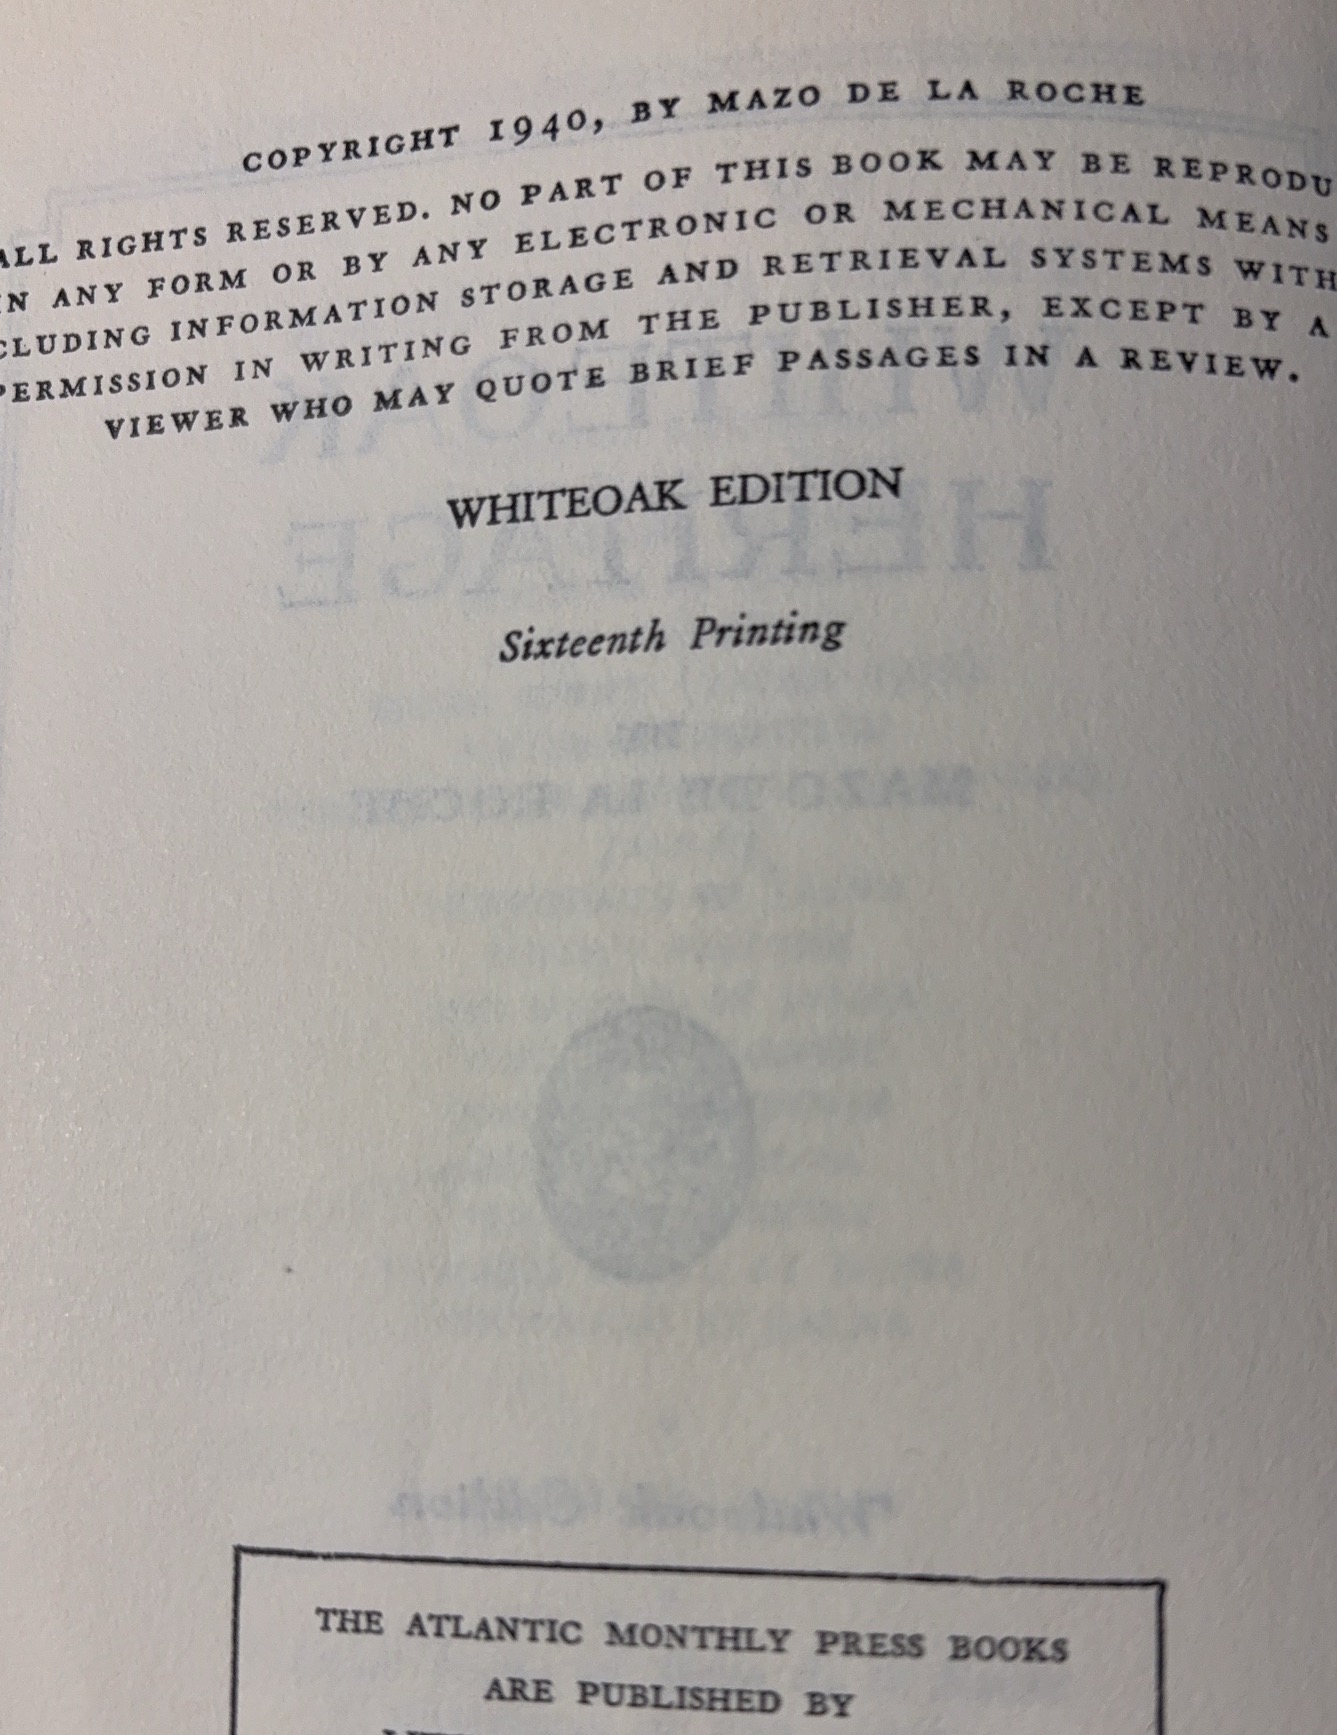 COPYRIGHT 1940, BY MAZO DE LA ROCHE
ALL RIGHTS RESERVED. NO PART OF THIS BOOK MAY BE REPRODU
IN ANY FORM OR BY ANY ELECTRONIC OR MECHANICAL MEANS
CLUDING INFORMATION STORAGE AND RETRIEVAL SYSTEMS WITH
PERMISSION IN WRITING FROM THE PUBLISHER, EXCEPT BY A
VIEWER WHO MAY QUOTE BRIEF PASSAGES IN A REVIEW.
WHITEOAK EDITION
Sixteenth Printing
THE ATLANTIC MONTHLY PRESS BOOKS
ARE PUBLISHED BY